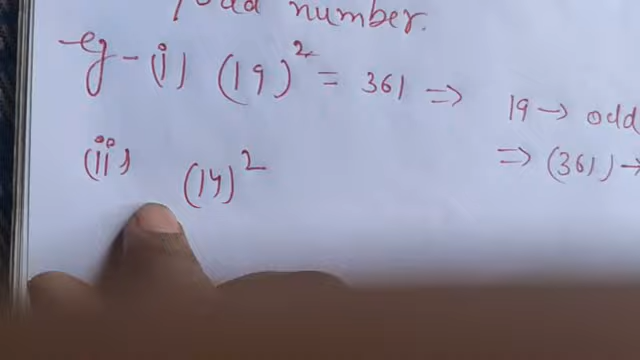 odd number.
eg - (i) (19)² = 361 ⇒ 19 → odd
⇒ (361) →
(ii) (14)²